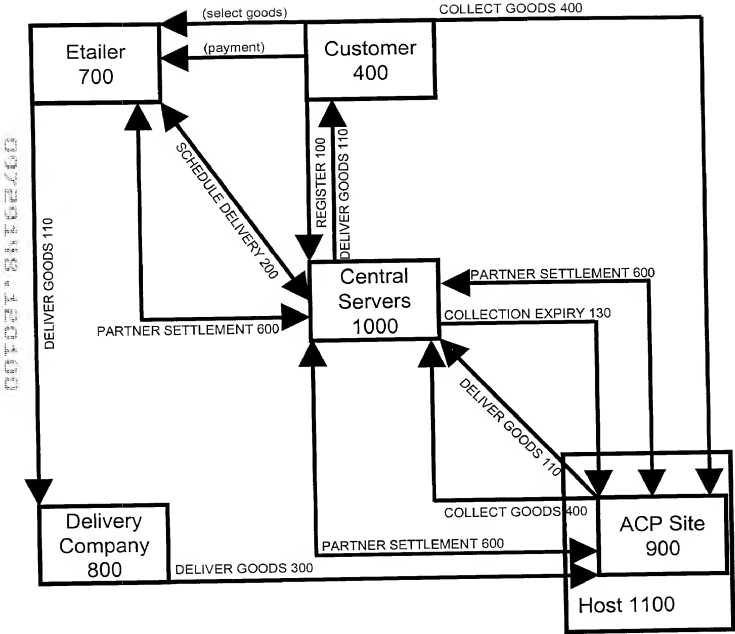 (select goods)
COLLECT GOODS 400
Etailer
700
(payment)
Customer
400
SCHEDULE DELIVERY 200
REGISTER 100
DELIVER GOODS 110
DELIVER GOODS 110
Central
Servers
1000
PARTNER SETTLEMENT 600
COLLECTION EXPIRY 130
PARTNER SETTLEMENT 600
DELIVER GOODS 110
COLLECT GOODS 400
Delivery
Company
800
PARTNER SETTLEMENT 600
DELIVER GOODS 300
ACP Site
900
Host 1100